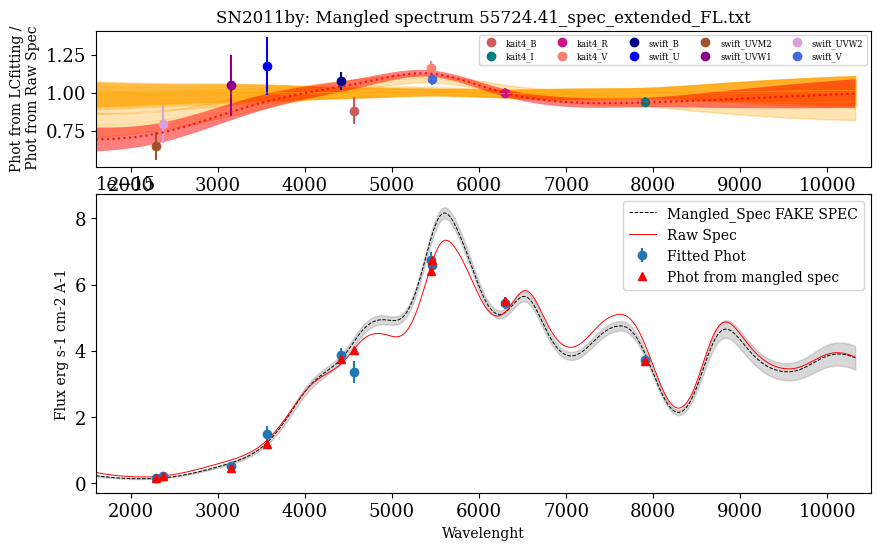 SN2011by: Mangled spectrum 55724.41_spec_extended_FL.txt
Phot from LCfitting /
Phot from Raw Spec
1.25
1.00
0.75
kait4_B
kait4_R
swift_B
swift_UVM2
swift_UVW2
kait4_I
kait4_V
swift_U
swift_UVW1
swift_V
2000 3000 4000 5000 6000 7000 8000 9000 10000
1e−15
Flux erg s-1 cm-2 A-1
8
6
4
2
0
Mangled_Spec FAKE SPEC
Raw Spec
Fitted Phot
Phot from mangled spec
2000 3000 4000 5000 6000 7000 8000 9000 10000
Wavelenght